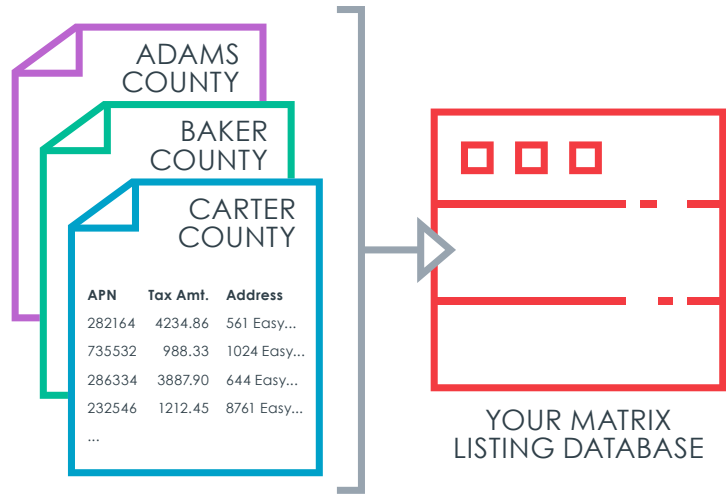 ADAMS
COUNTY
BAKER
COUNTY
CARTER
COUNTY
APN Tax Amt. Address
282164 4234.86 561 Easy...
735532 988.33 1024 Easy...
286334 3887.90 644 Easy...
232546 1212.45 8761 Easy...
...
YOUR MATRIX
LISTING DATABASE